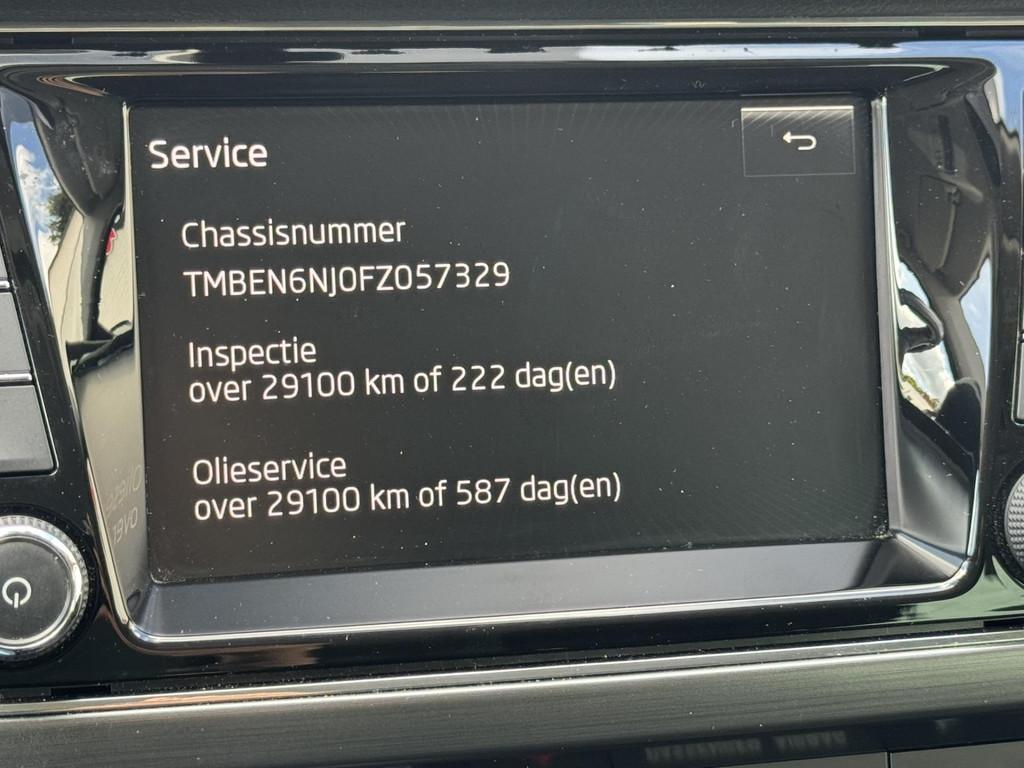 Service
Chassisnummer
TMBEN6NJ0FZ057329
Inspectie
over 29100 km of 222 dag(en)
Olieservice
over 29100 km of 587 dag(en)